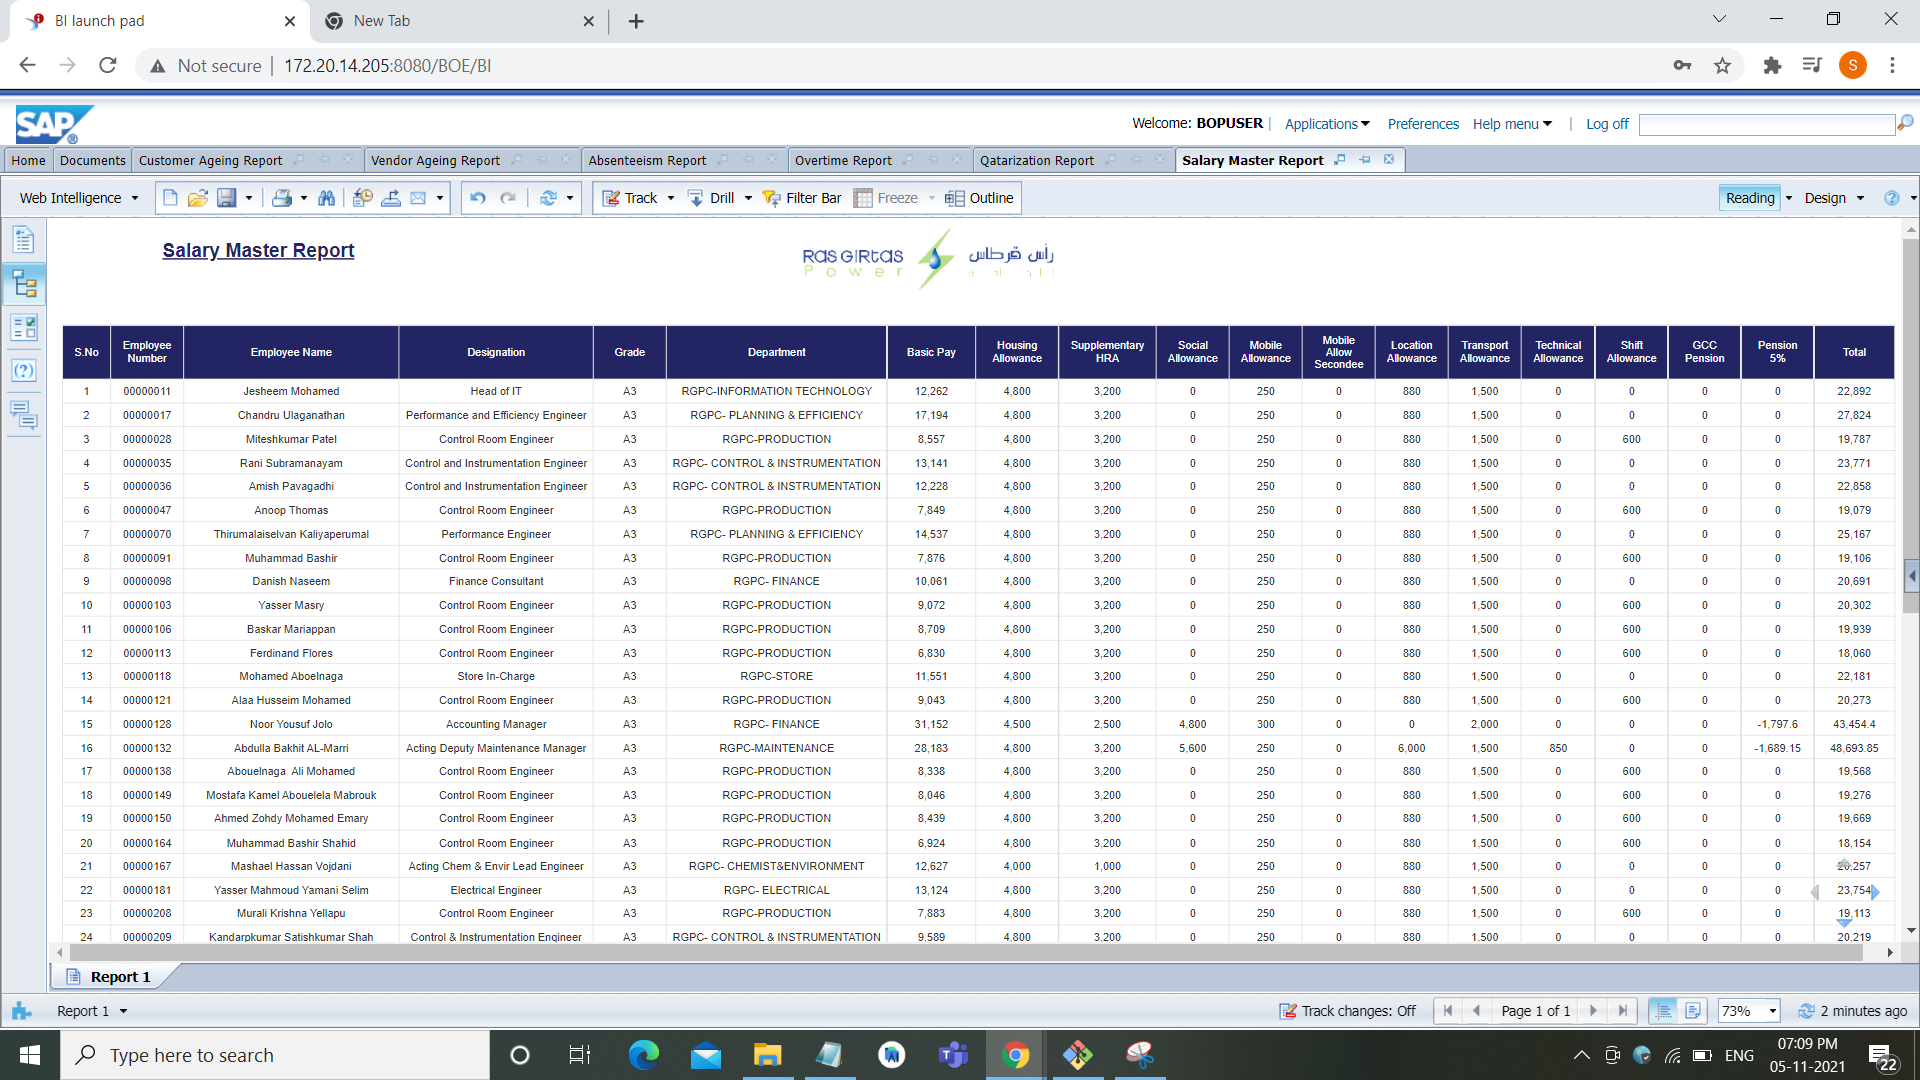 BI launch pad New Tab
Not secure 172.20.14.205:8080/BOE/BI
SAP Welcome: BOPUSER Applications Preferences Help menu Log off
Home Documents Customer Ageing Report Vendor Ageing Report Absenteeism Report Overtime Report Qatarization Report Salary Master Report
Web Intelligence Track Drill Filter Bar Freeze Outline Reading Design
Salary Master Report
RAS GIRTAS رأس قرطاس
Power
S.No Employee Number Employee Name Designation Grade Department Basic Pay Housing Allowance Supplementary HRA Social Allowance Mobile Allowance Mobile Allow Secondee Location Allowance Transport Allowance Technical Allowance Shift Allowance GCC Pension Pension 5% Total
1 00000011 Jesheem Mohamed Head of IT A3 RGPC-INFORMATION TECHNOLOGY 12,262 4,800 3,200 0 250 0 880 1,500 0 0 0 0 22,892
2 00000017 Chandru Ulaganathan Performance and Efficiency Engineer A3 RGPC- PLANNING & EFFICIENCY 17,194 4,800 3,200 0 250 0 880 1,500 0 0 0 0 27,824
3 00000028 Miteshkumar Patel Control Room Engineer A3 RGPC-PRODUCTION 8,557 4,800 3,200 0 250 0 880 1,500 0 600 0 0 19,787
4 00000035 Rani Subramanayam Control and Instrumentation Engineer A3 RGPC- CONTROL & INSTRUMENTATION 13,141 4,800 3,200 0 250 0 880 1,500 0 0 0 0 23,771
5 00000036 Amish Pavagadhi Control and Instrumentation Engineer A3 RGPC- CONTROL & INSTRUMENTATION 12,228 4,800 3,200 0 250 0 880 1,500 0 0 0 0 22,858
6 00000047 Anoop Thomas Control Room Engineer A3 RGPC-PRODUCTION 7,849 4,800 3,200 0 250 0 880 1,500 0 600 0 0 19,079
7 00000070 Thirumalaiselvan Kaliyaperumal Performance Engineer A3 RGPC- PLANNING & EFFICIENCY 14,537 4,800 3,200 0 250 0 880 1,500 0 0 0 0 25,167
8 00000091 Muhammad Bashir Control Room Engineer A3 RGPC-PRODUCTION 7,876 4,800 3,200 0 250 0 880 1,500 0 600 0 0 19,106
9 00000098 Danish Naseem Finance Consultant A3 RGPC- FINANCE 10,061 4,800 3,200 0 250 0 880 1,500 0 0 0 0 20,691
10 00000103 Yasser Masry Control Room Engineer A3 RGPC-PRODUCTION 9,072 4,800 3,200 0 250 0 880 1,500 0 600 0 0 20,302
11 00000106 Baskar Mariappan Control Room Engineer A3 RGPC-PRODUCTION 8,709 4,800 3,200 0 250 0 880 1,500 0 600 0 0 19,939
12 00000113 Ferdinand Flores Control Room Engineer A3 RGPC-PRODUCTION 6,830 4,800 3,200 0 250 0 880 1,500 0 600 0 0 18,060
13 00000118 Mohamed Aboelnaga Store In-Charge A3 RGPC-STORE 11,551 4,800 3,200 0 250 0 880 1,500 0 0 0 0 22,181
14 00000121 Alaa Husseim Mohamed Control Room Engineer A3 RGPC-PRODUCTION 9,043 4,800 3,200 0 250 0 880 1,500 0 600 0 0 20,273
15 00000128 Noor Yousuf Jolo Accounting Manager A3 RGPC- FINANCE 31,152 4,500 2,500 4,800 300 0 0 2,000 0 0 0 -1,797.6 43,454.4
16 00000132 Abdulla Bakhit AL-Marri Acting Deputy Maintenance Manager A3 RGPC-MAINTENANCE 28,183 4,800 3,200 5,600 250 0 6,000 1,500 850 0 0 -1,689.15 48,693.85
17 00000138 Abouelnaga Ali Mohamed Control Room Engineer A3 RGPC-PRODUCTION 8,338 4,800 3,200 0 250 0 880 1,500 0 600 0 0 19,568
18 00000149 Mostafa Kamel Abouelela Mabrouk Control Room Engineer A3 RGPC-PRODUCTION 8,046 4,800 3,200 0 250 0 880 1,500 0 600 0 0 19,276
19 00000150 Ahmed Zohdy Mohamed Emary Control Room Engineer A3 RGPC-PRODUCTION 8,439 4,800 3,200 0 250 0 880 1,500 0 600 0 0 19,669
20 00000164 Muhammad Bashir Shahid Control Room Engineer A3 RGPC-PRODUCTION 6,924 4,800 3,200 0 250 0 880 1,500 0 600 0 0 18,154
21 00000167 Mashael Hassan Vojdani Acting Chem & Envir Lead Engineer A3 RGPC- CHEMIST&ENVIRONMENT 12,627 4,000 1,000 0 250 0 880 1,500 0 0 0 0 20,257
22 00000181 Yasser Mahmoud Yamani Selim Electrical Engineer A3 RGPC- ELECTRICAL 13,124 4,800 3,200 0 250 0 880 1,500 0 0 0 0 23,754
23 00000208 Murali Krishna Yellapu Control Room Engineer A3 RGPC-PRODUCTION 7,883 4,800 3,200 0 250 0 880 1,500 0 600 0 0 19,113
24 00000209 Kandarpkumar Satishkumar Shah Control & Instrumentation Engineer A3 RGPC- CONTROL & INSTRUMENTATION 9,589 4,800 3,200 0 250 0 880 1,500 0 0 0 0 20,219
Report 1
Report 1 Track changes: Off Page 1 of 1 73% 2 minutes ago
Type here to search ENG 07:09 PM
05-11-2021 22